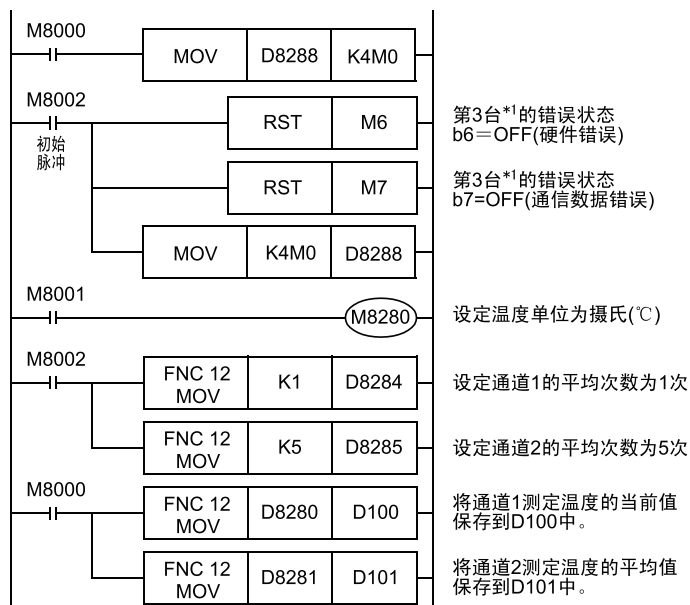 M8000
MOV D8288 K4M0
M8002
初始
脉冲
RST M6
第3台*1的错误状态
b6＝OFF(硬件错误)
RST M7
第3台*1的错误状态
b7=OFF(通信数据错误)
MOV K4M0 D8288
M8001
M8280
设定温度单位为摄氏(℃)
M8002
FNC 12
MOV
K1 D8284
设定通道1的平均次数为1次
FNC 12
MOV
K5 D8285
设定通道2的平均次数为5次
M8000
FNC 12
MOV
D8280 D100
将通道1测定温度的当前值
保存到D100中。
FNC 12
MOV
D8281 D101
将通道2测定温度的平均值
保存到D101中。